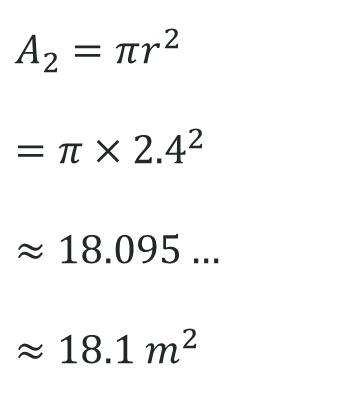 A₂ = πr²
= π × 2.4²
≈ 18.095 ...
≈ 18.1 m²